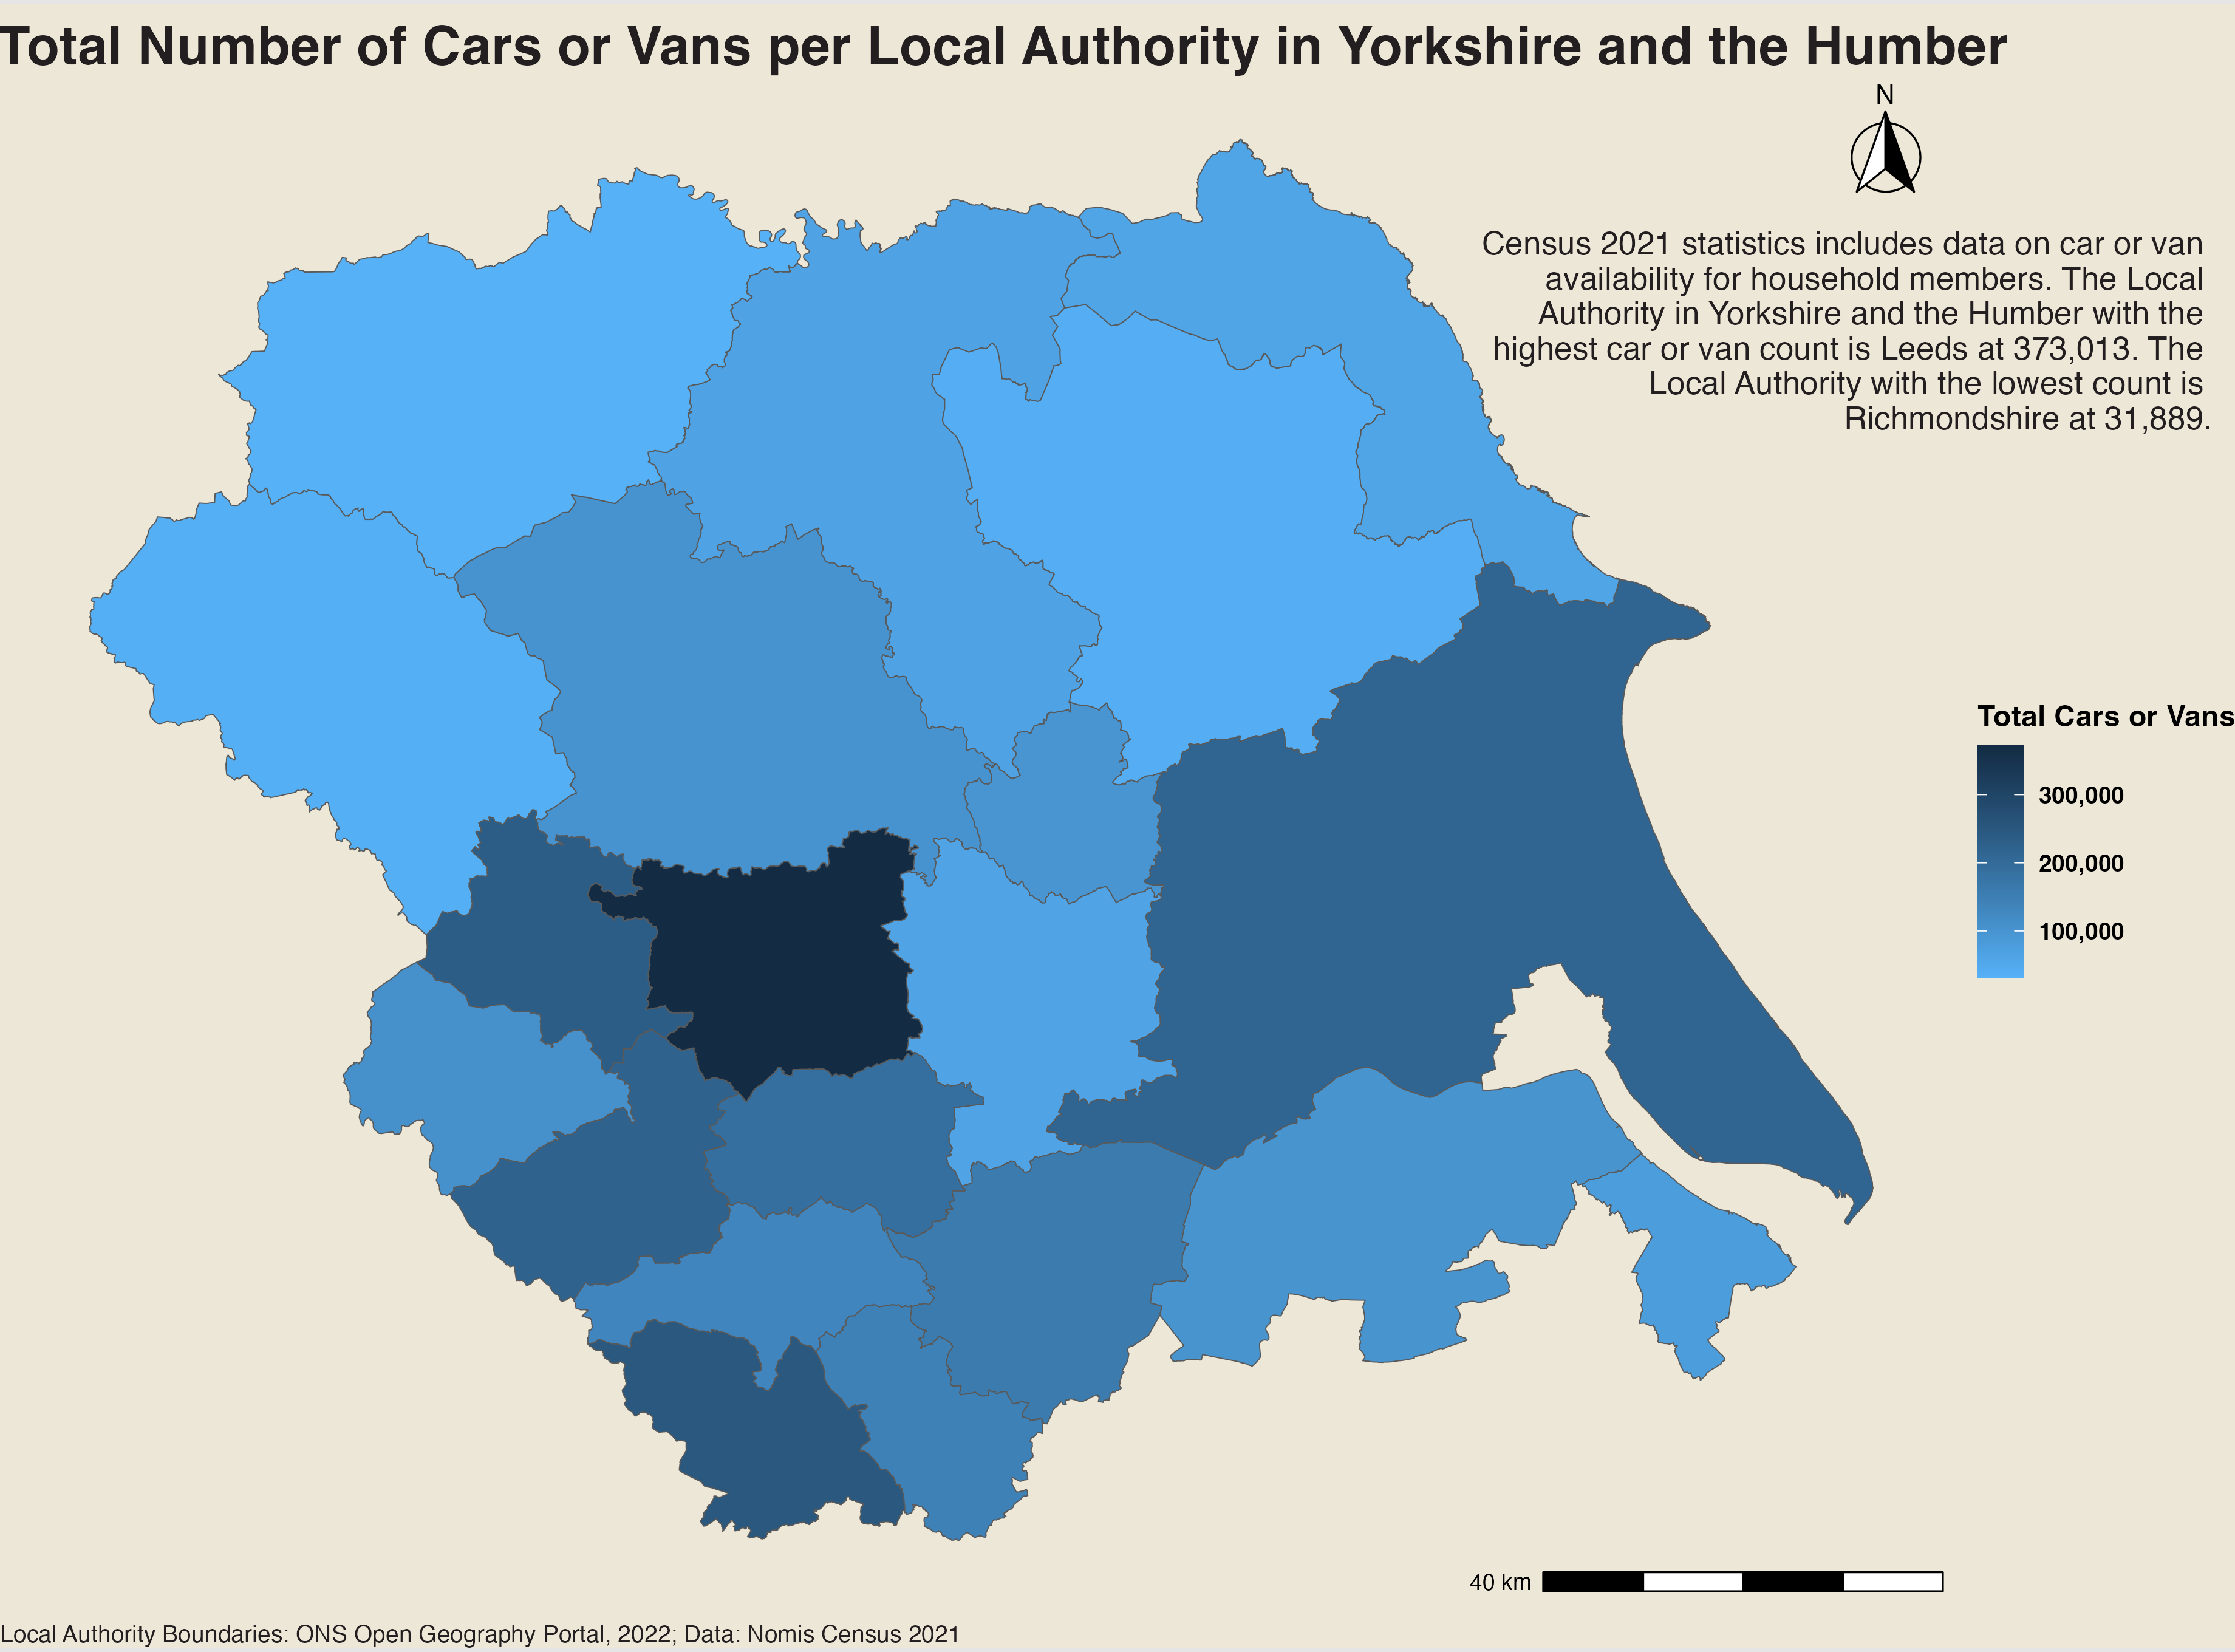 Total Number of Cars or Vans per Local Authority in Yorkshire and the Humber
N
Census 2021 statistics includes data on car or van
availability for household members. The Local
Authority in Yorkshire and the Humber with the
highest car or van count is Leeds at 373,013. The
Local Authority with the lowest count is
Richmondshire at 31,889.
Total Cars or Vans
300,000
200,000
100,000
40 km
Local Authority Boundaries: ONS Open Geography Portal, 2022; Data: Nomis Census 2021